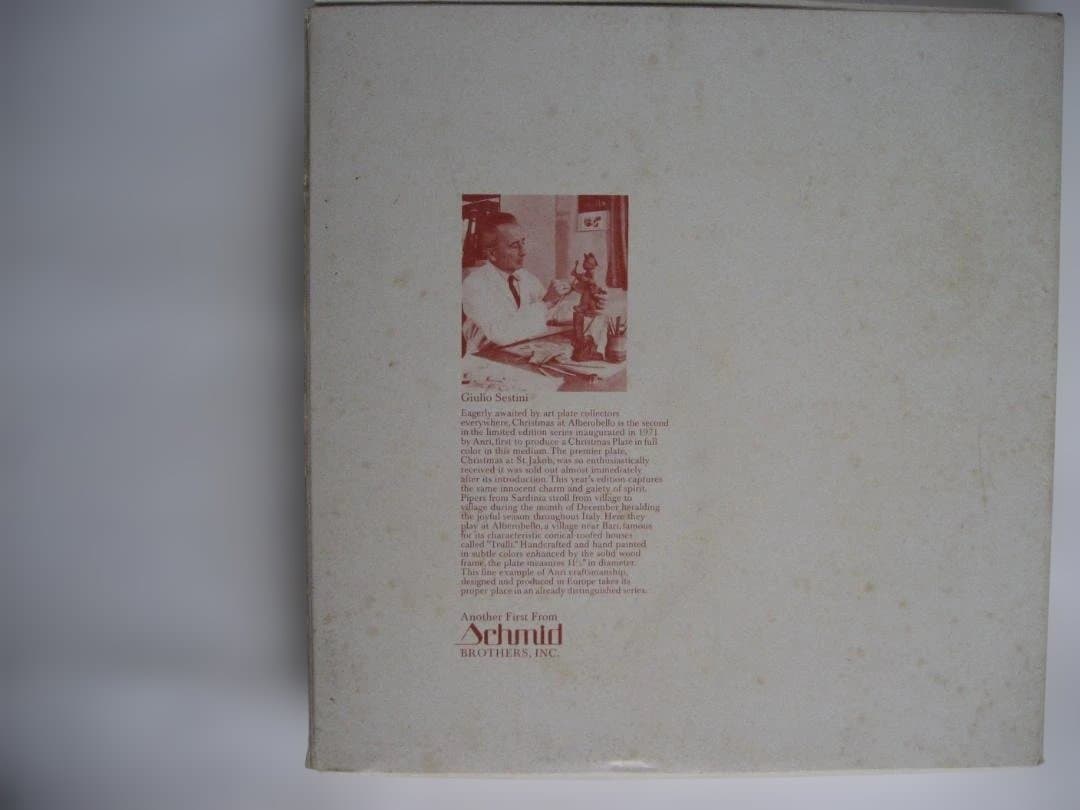 Giulio Sestini
Eagerly awaited by art plate collectors
everywhere, Christmas at Alberobello is the second
in the limited edition series inaugurated in 1971
by Anri, first to produce a Christmas Plate in full
color in this medium. The premier plate,
Christmas at St. Jakob, was so enthusiastically
received it was sold out almost immediately
after its introduction. This year's edition captures
the same innocent charm and gaiety of spirit.
Pipers from Sardinia stroll from village to
village during the month of December heralding
the joyful season throughout Italy. Here they
play at Alberobello, a village near Bari, famous
for its characteristic conical-roofed houses
called "Trulli." Handcrafted and hand painted
in subtle colors enhanced by the solid wood
frame, the plate measures in diameter.
This fine example of Anri craftsmanship,
designed and produced in Europe takes its
proper place in an already distinguished series.
Another First From
Schmid
BROTHERS, INC.